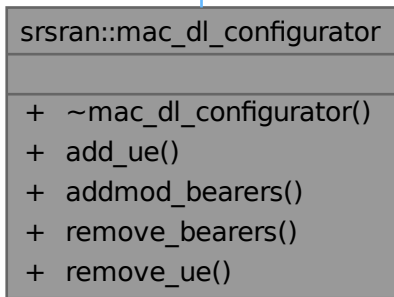 srsran::mac_dl_configurator
+ ~mac_dl_configurator()
+ add_ue()
+ addmod_bearers()
+ remove_bearers()
+ remove_ue()